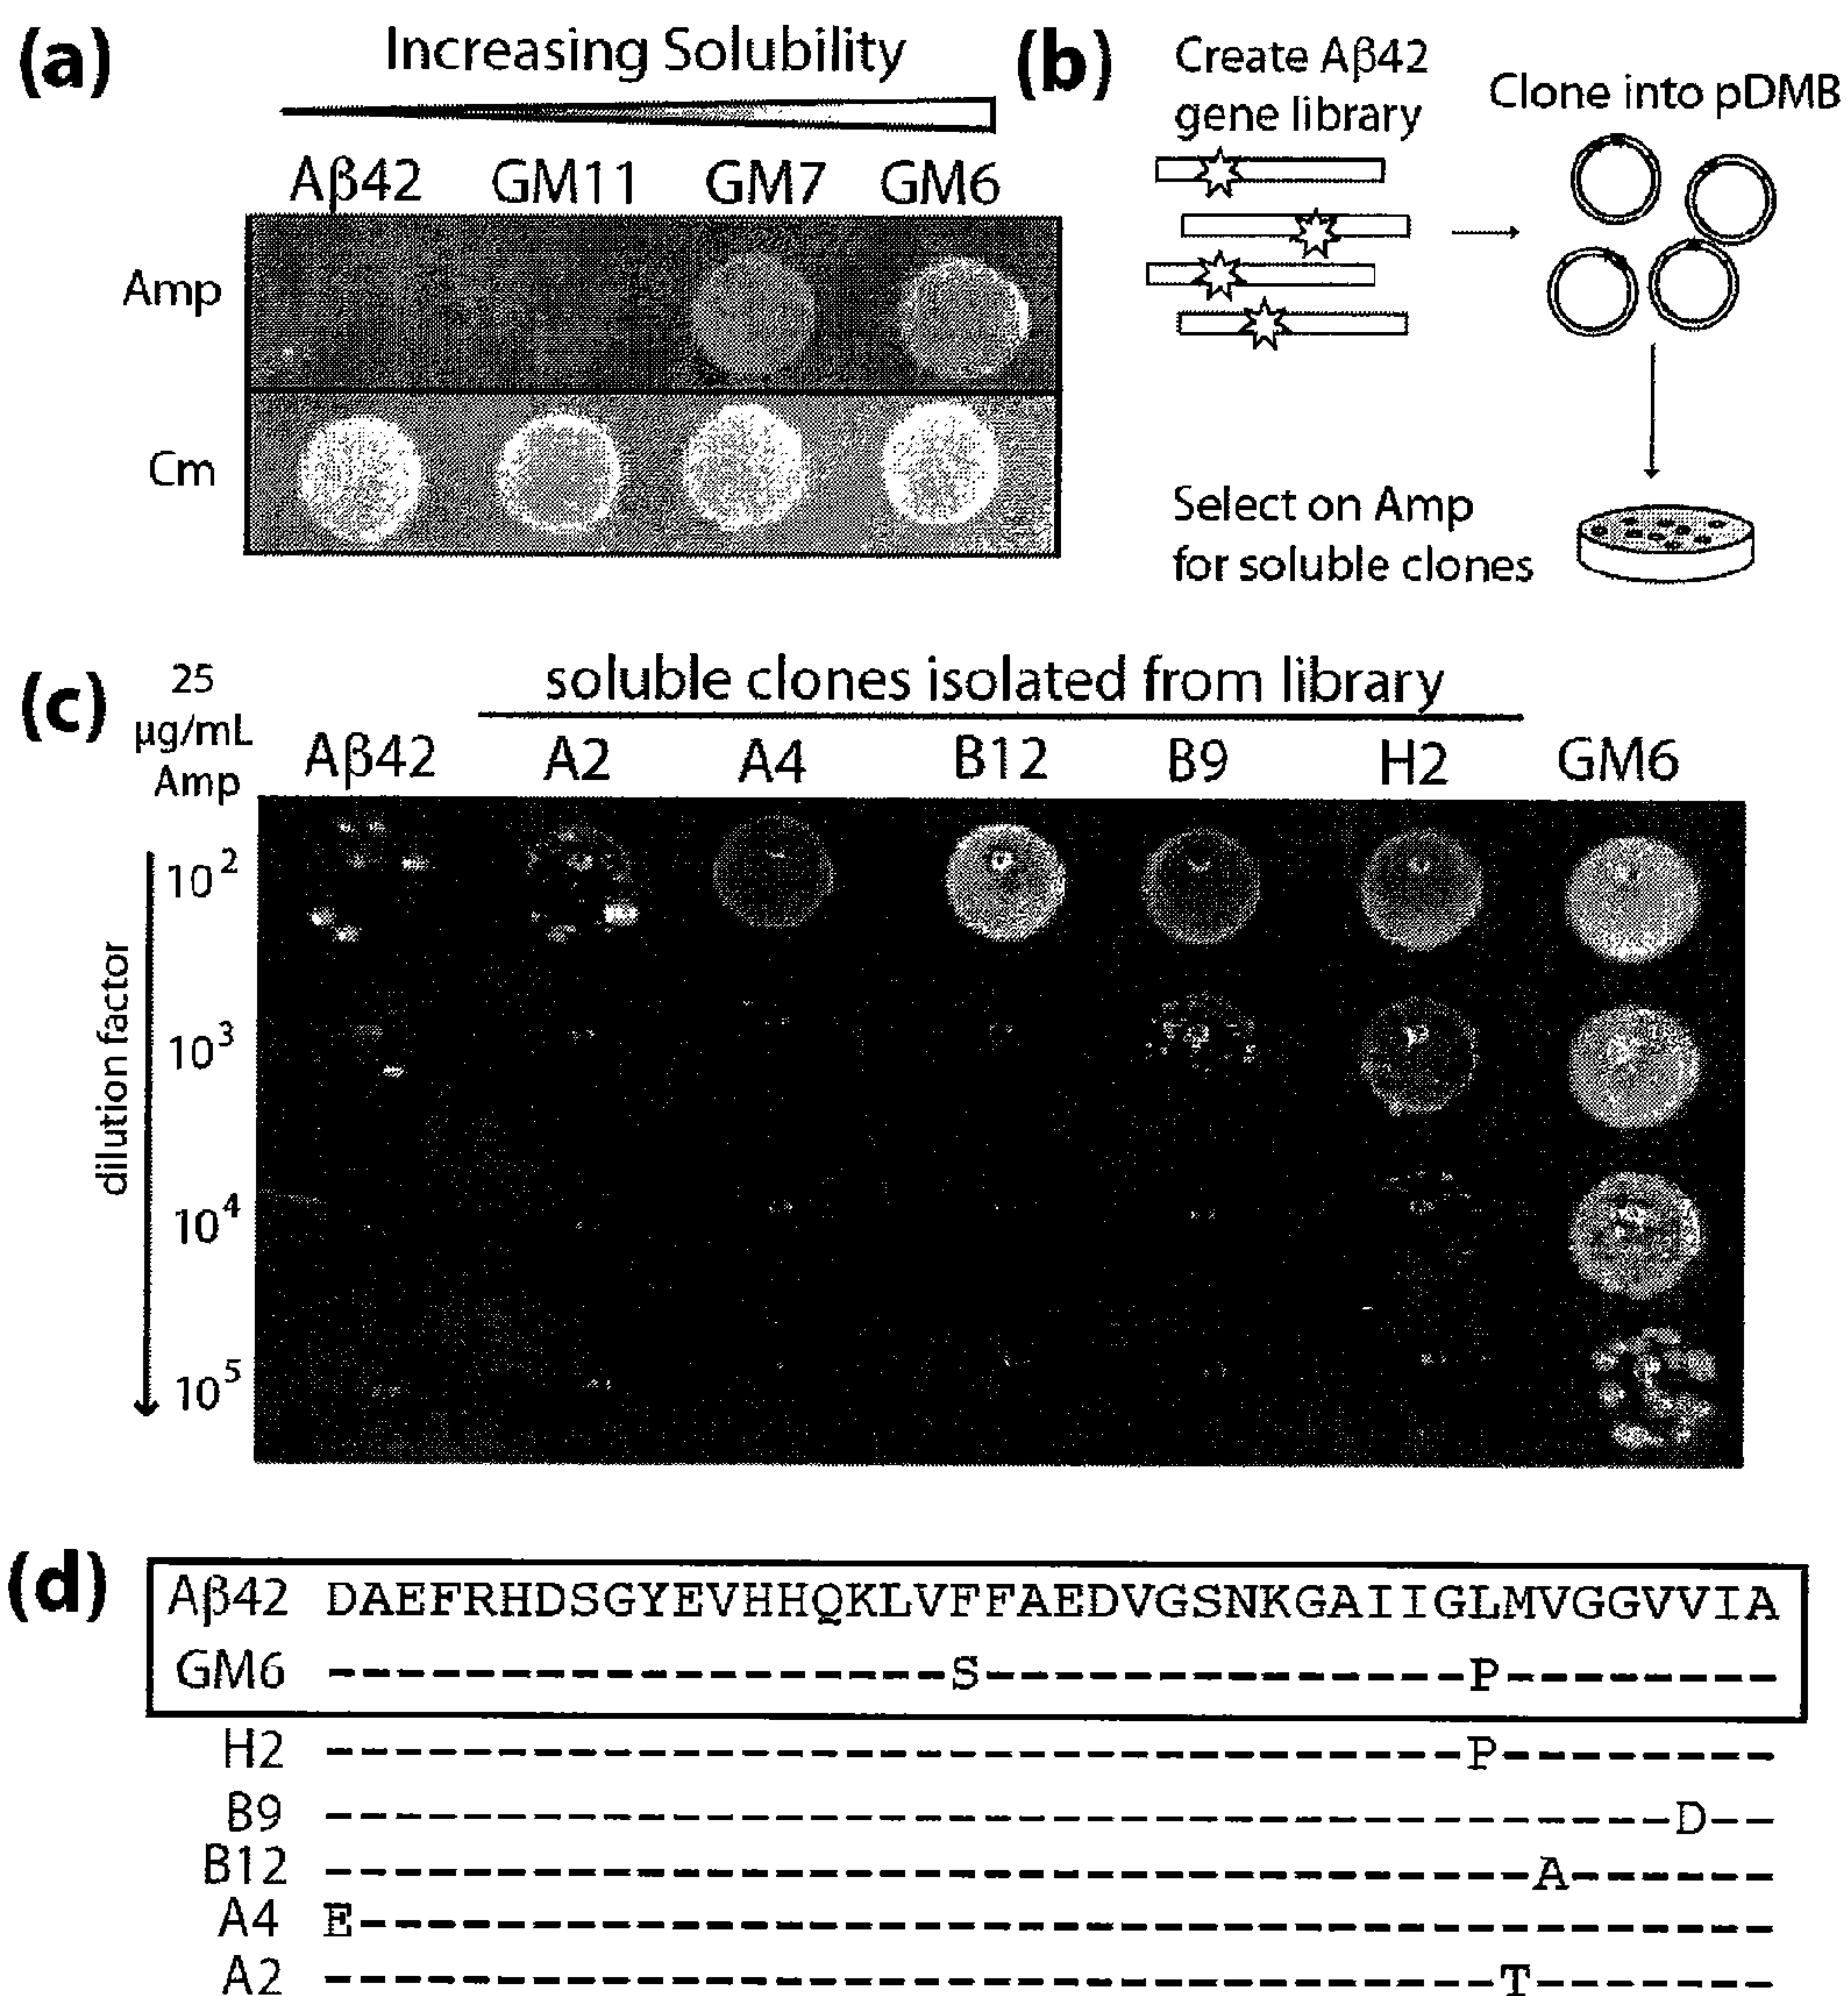 (a)
Increasing Solubility
Aβ42 GM11 GM7 GM6
Amp
Cm
(b)
Create Aβ42
gene library
Clone into pDMB
Select on Amp
for soluble clones
(c)
25
µg/mL
Amp
soluble clones isolated from library
Aβ42 A2 A4 B12 B9 H2 GM6
dilution factor
10²
10³
10⁴
10⁵
(d)
Aβ42 DAEFRHDSGYEVHHQKLVFFAEDVGSNKGAIIGLMVGGVVIA
GM6 ------------------S--------------P--------
H2 ---------------------------------P--------
B9 ---------------------------------------D--
B12 -----------------------------------A------
A4 E-----------------------------------------
A2 ----------------------------------T-------